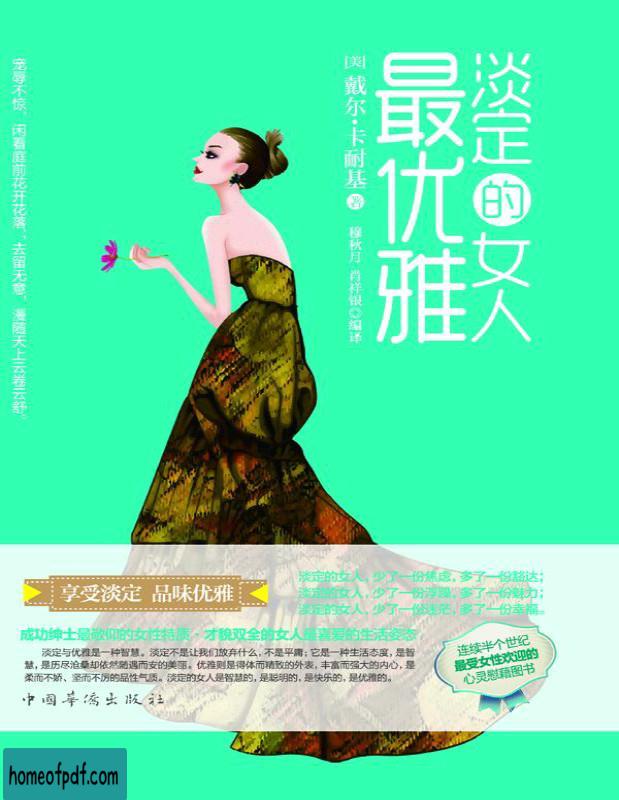 淡定的女人
最优雅
[美]戴尔·卡耐基 著
穆秋月 肖祥银◎编译
宠辱不惊，闲看庭前花开花落，去留无意，漫随天上云卷云舒。
享受淡定 品味优雅
淡定的女人，少了一份焦虑，多了一份豁达；
淡定的女人，少了一份浮躁，多了一份魅力；
淡定的女人，少了一份迷茫，多了一份幸福。
成功绅士最敬仰的女性特质·才貌双全的女人最喜爱的生活姿态
淡定与优雅是一种智慧。淡定不是让我们放弃什么，不是平庸；它是一种生活态度，是智
慧，是历尽沧桑却依然随遇而安的美丽。优雅则是得体而精致的外表，丰富而强大的内心，是
柔而不娇、坚而不厉的品性气质。淡定的女人是智慧的，是聪明的，是快乐的，是优雅的。
连续半个世纪
最受女性欢迎的
心灵慰藉图书
中国华侨出版社
homeofpdf.com